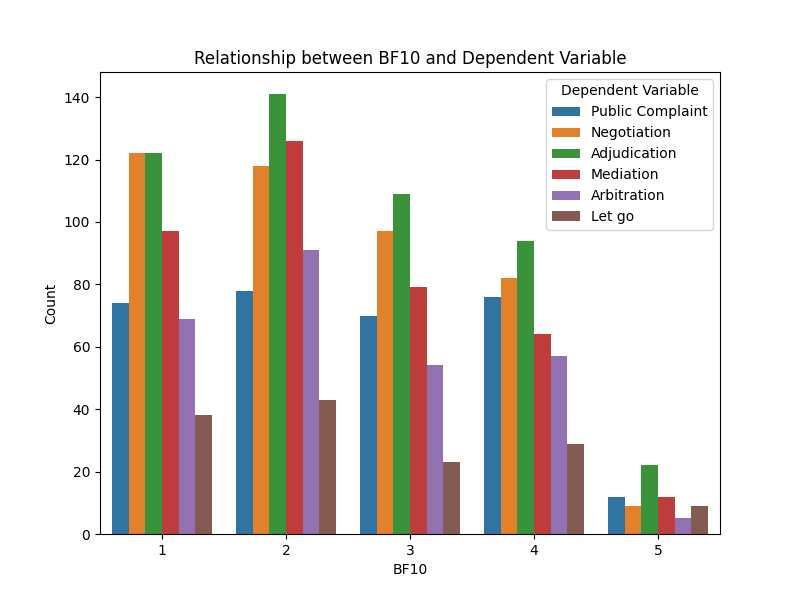 Relationship between BF10 and Dependent Variable
Dependent Variable
Public Complaint
Negotiation
Adjudication
Mediation
Arbitration
Let go
Count
140
120
100
80
60
40
20
0
1 2 3 4 5
BF10